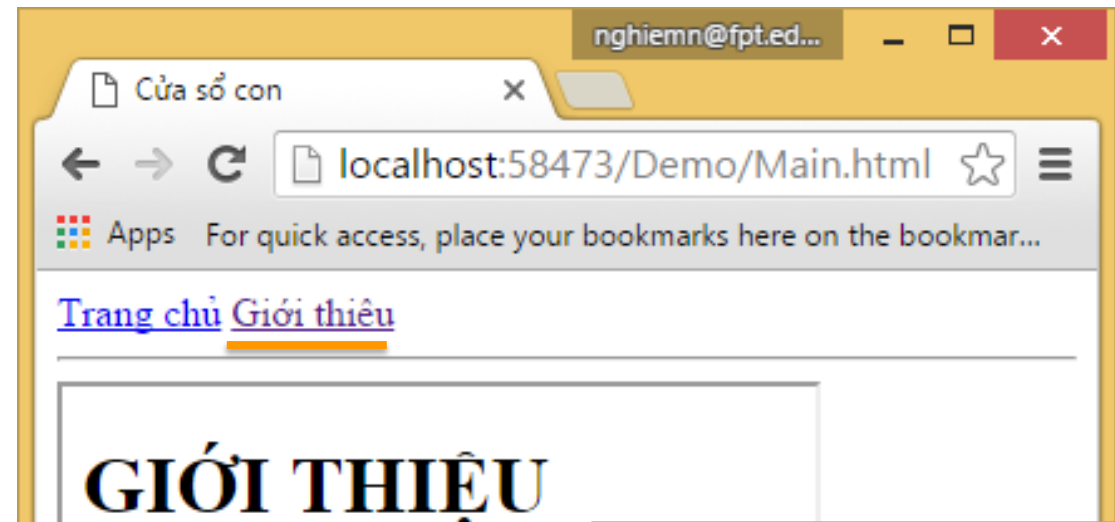 nghiemn@fpt.ed...
Cửa sổ con
localhost:58473/Demo/Main.html
Apps For quick access, place your bookmarks here on the bookmar...
Trang chủ Giới thiêu
GIỚI THIỆU